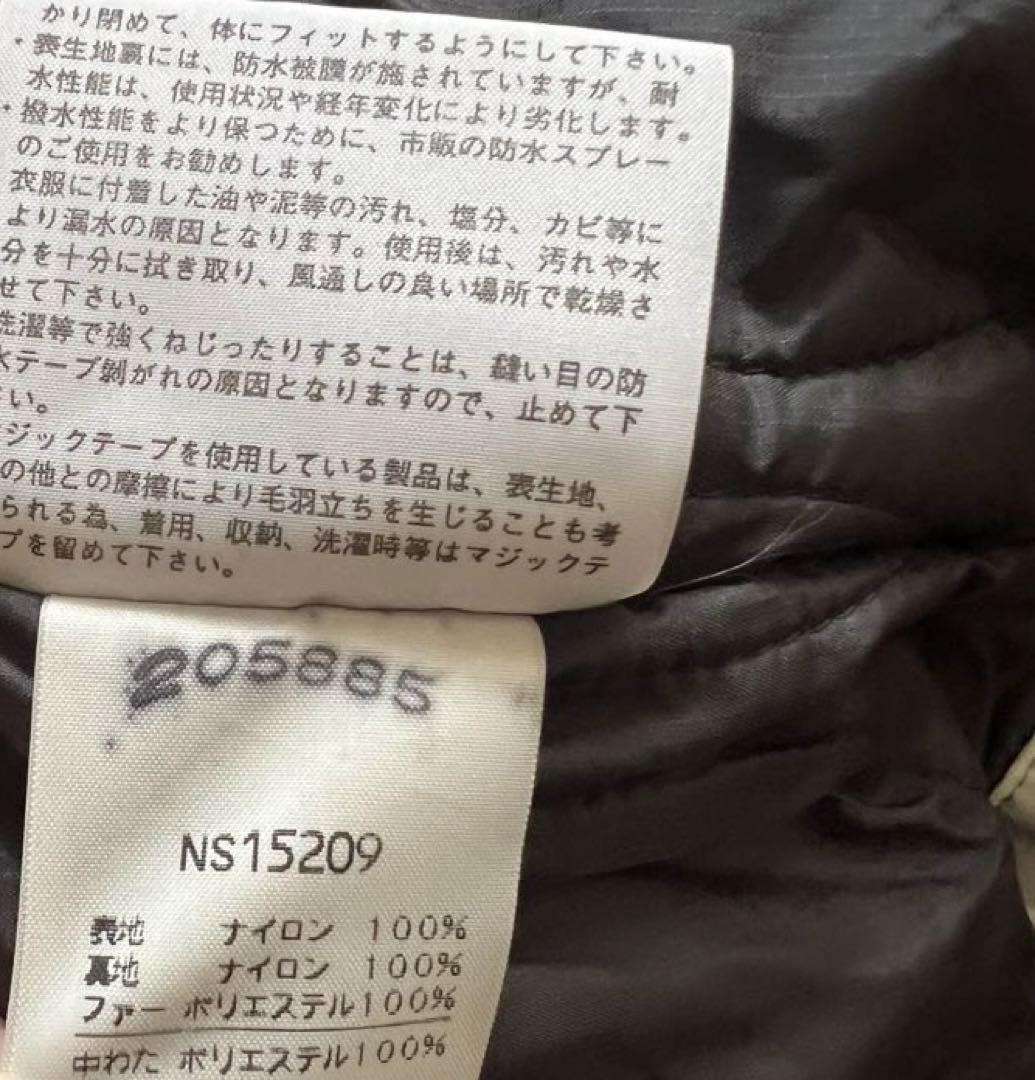 かり閉めて、体にフィットするようにして下さい。
・表生地裏には、防水被膜が施されていますが、耐
水性能は、使用状況や経年変化により劣化します。
・撥水性能をより保つために、市販の防水スプレー
のご使用をお勧めします。
衣服に付着した油や泥等の汚れ、塩分、カビ等に
より漏水の原因となります。使用後は、汚れや水
分を十分に拭き取り、風通しの良い場所で乾燥さ
せて下さい。
洗濯等で強くねじったりすることは、縫い目の防
水テープ剝がれの原因となりますので、止めて下
さい。
ジックテープを使用している製品は、表生地、
の他との摩擦により毛羽立ちを生じることも考
られる為、着用、収納、洗濯時等はマジックテ
プを留めて下さい。
205885
NS15209
表地 ナイロン 100%
裏地 ナイロン 100%
ファー ポリエステル100%
中わた ポリエステル100%